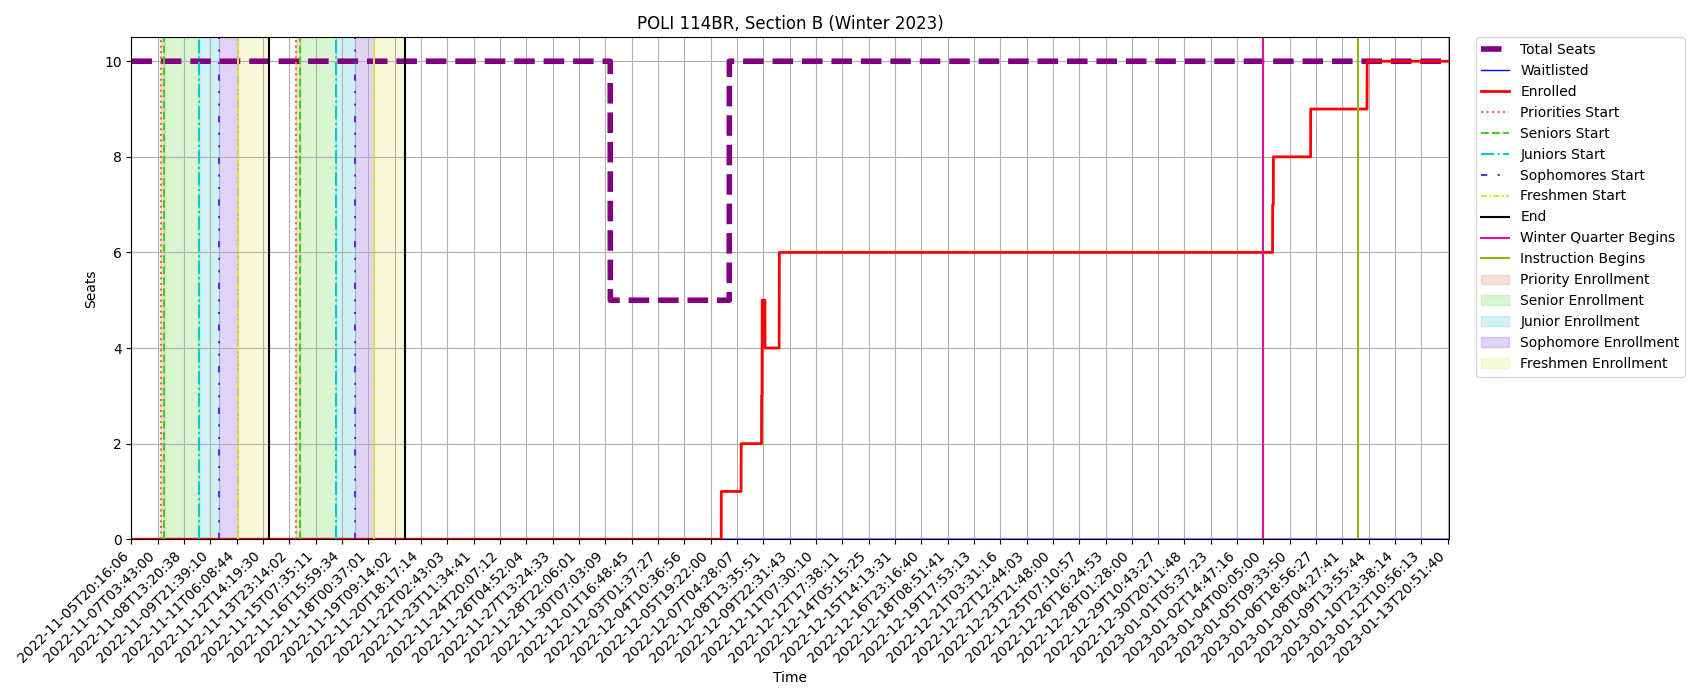 POLI 114BR, Section B (Winter 2023)
Seats
10
8
6
4
2
0
2022-11-05T20:16:06
2022-11-07T03:43:00
2022-11-08T13:20:38
2022-11-09T21:39:10
2022-11-11T06:08:44
2022-11-12T14:19:30
2022-11-13T23:14:02
2022-11-15T07:35:11
2022-11-16T15:59:34
2022-11-18T00:37:01
2022-11-19T09:14:02
2022-11-20T18:17:14
2022-11-22T02:43:03
2022-11-23T11:34:41
2022-11-24T20:07:12
2022-11-26T04:52:04
2022-11-27T13:24:33
2022-11-28T22:06:01
2022-11-30T07:03:09
2022-12-01T16:48:45
2022-12-03T01:37:27
2022-12-04T10:36:56
2022-12-05T19:22:00
2022-12-07T04:28:07
2022-12-08T13:35:51
2022-12-09T22:31:43
2022-12-11T07:30:10
2022-12-12T17:38:11
2022-12-14T05:15:25
2022-12-15T14:13:31
2022-12-16T23:16:40
2022-12-18T08:51:41
2022-12-19T17:53:13
2022-12-21T03:31:16
2022-12-22T12:44:03
2022-12-23T21:48:00
2022-12-25T07:10:57
2022-12-26T16:24:53
2022-12-28T01:28:00
2022-12-29T10:43:27
2022-12-30T20:11:48
2023-01-01T05:37:23
2023-01-02T14:47:16
2023-01-04T00:05:00
2023-01-05T09:33:50
2023-01-06T18:56:27
2023-01-08T04:27:41
2023-01-09T13:55:44
2023-01-10T23:38:14
2023-01-12T10:56:13
2023-01-13T20:51:40
Time
Total Seats
Waitlisted
Enrolled
Priorities Start
Seniors Start
Juniors Start
Sophomores Start
Freshmen Start
End
Winter Quarter Begins
Instruction Begins
Priority Enrollment
Senior Enrollment
Junior Enrollment
Sophomore Enrollment
Freshmen Enrollment